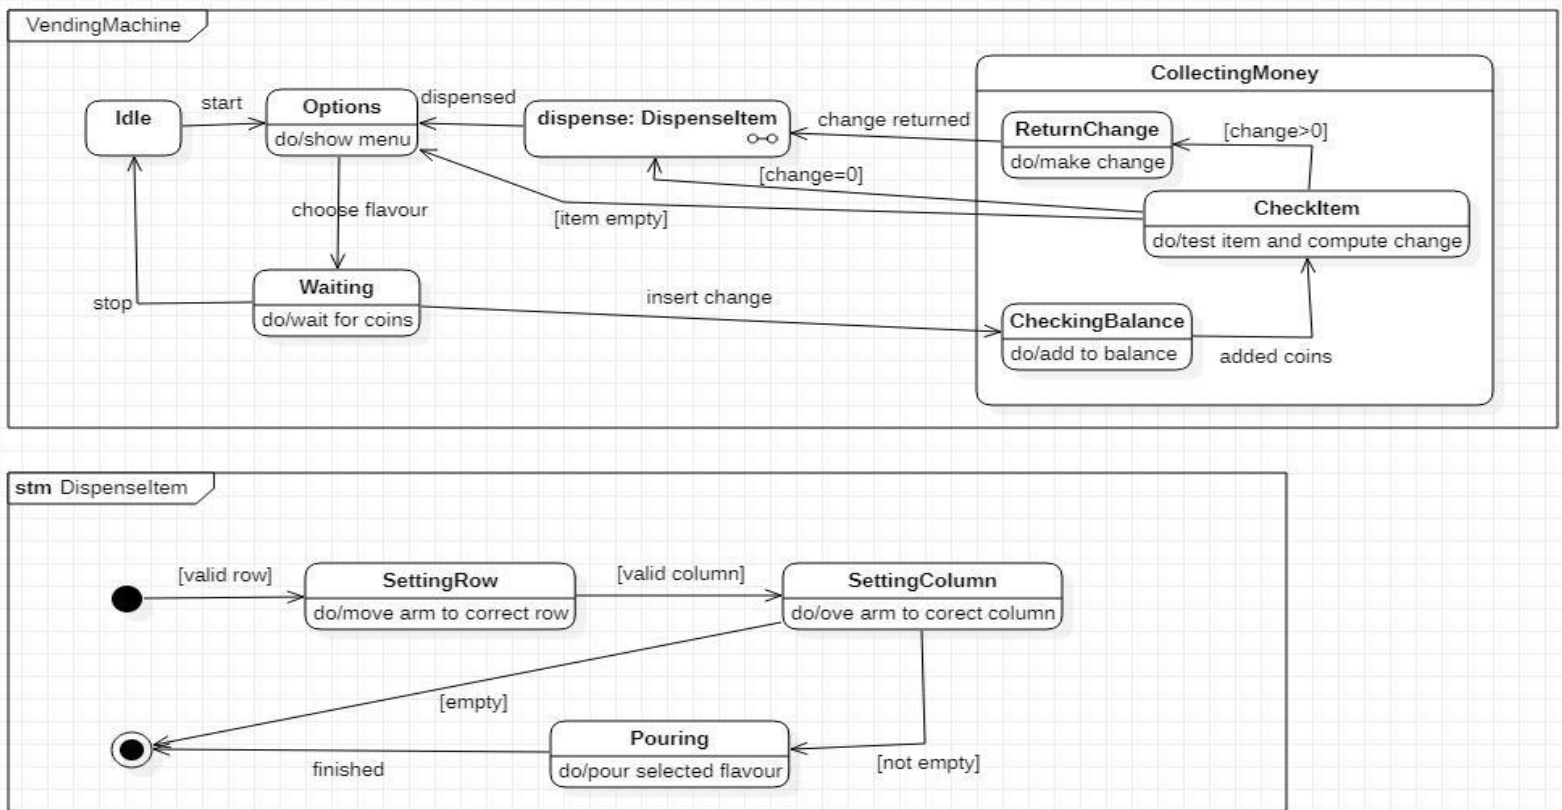 VendingMachine
CollectingMoney
Idle
start
Options
do/show menu
dispensed
dispense: DispenseItem
change returned
ReturnChange
do/make change
[change>0]
[change=0]
[item empty]
CheckItem
do/test item and compute change
choose flavour
Waiting
do/wait for coins
stop
insert change
CheckingBalance
do/add to balance
added coins
stm DispenseItem
[valid row]
SettingRow
do/move arm to correct row
[valid column]
SettingColumn
do/ove arm to corect column
[empty]
Pouring
do/pour selected flavour
finished
[not empty]